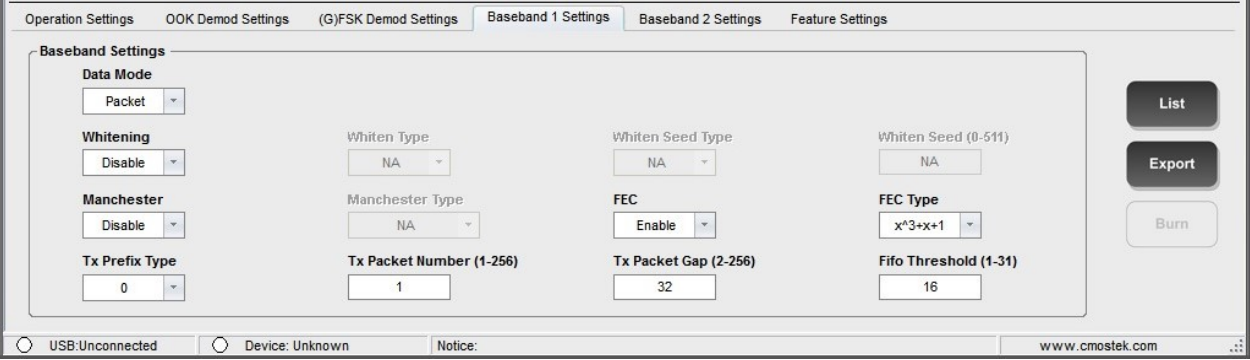 Operation Settings OOK Demod Settings (G)FSK Demod Settings Baseband 1 Settings Baseband 2 Settings Feature Settings
Baseband Settings
Data Mode
Packet
List
Whitening Whiten Type Whiten Seed Type Whiten Seed (0-511)
Disable NA NA NA
Export
Manchester Manchester Type FEC FEC Type
Disable NA Enable x^3+x+1
Burn
Tx Prefix Type Tx Packet Number (1-256) Tx Packet Gap (2-256) Fifo Threshold (1-31)
0 1 32 16
USB:Unconnected Device: Unknown Notice: www.cmostek.com